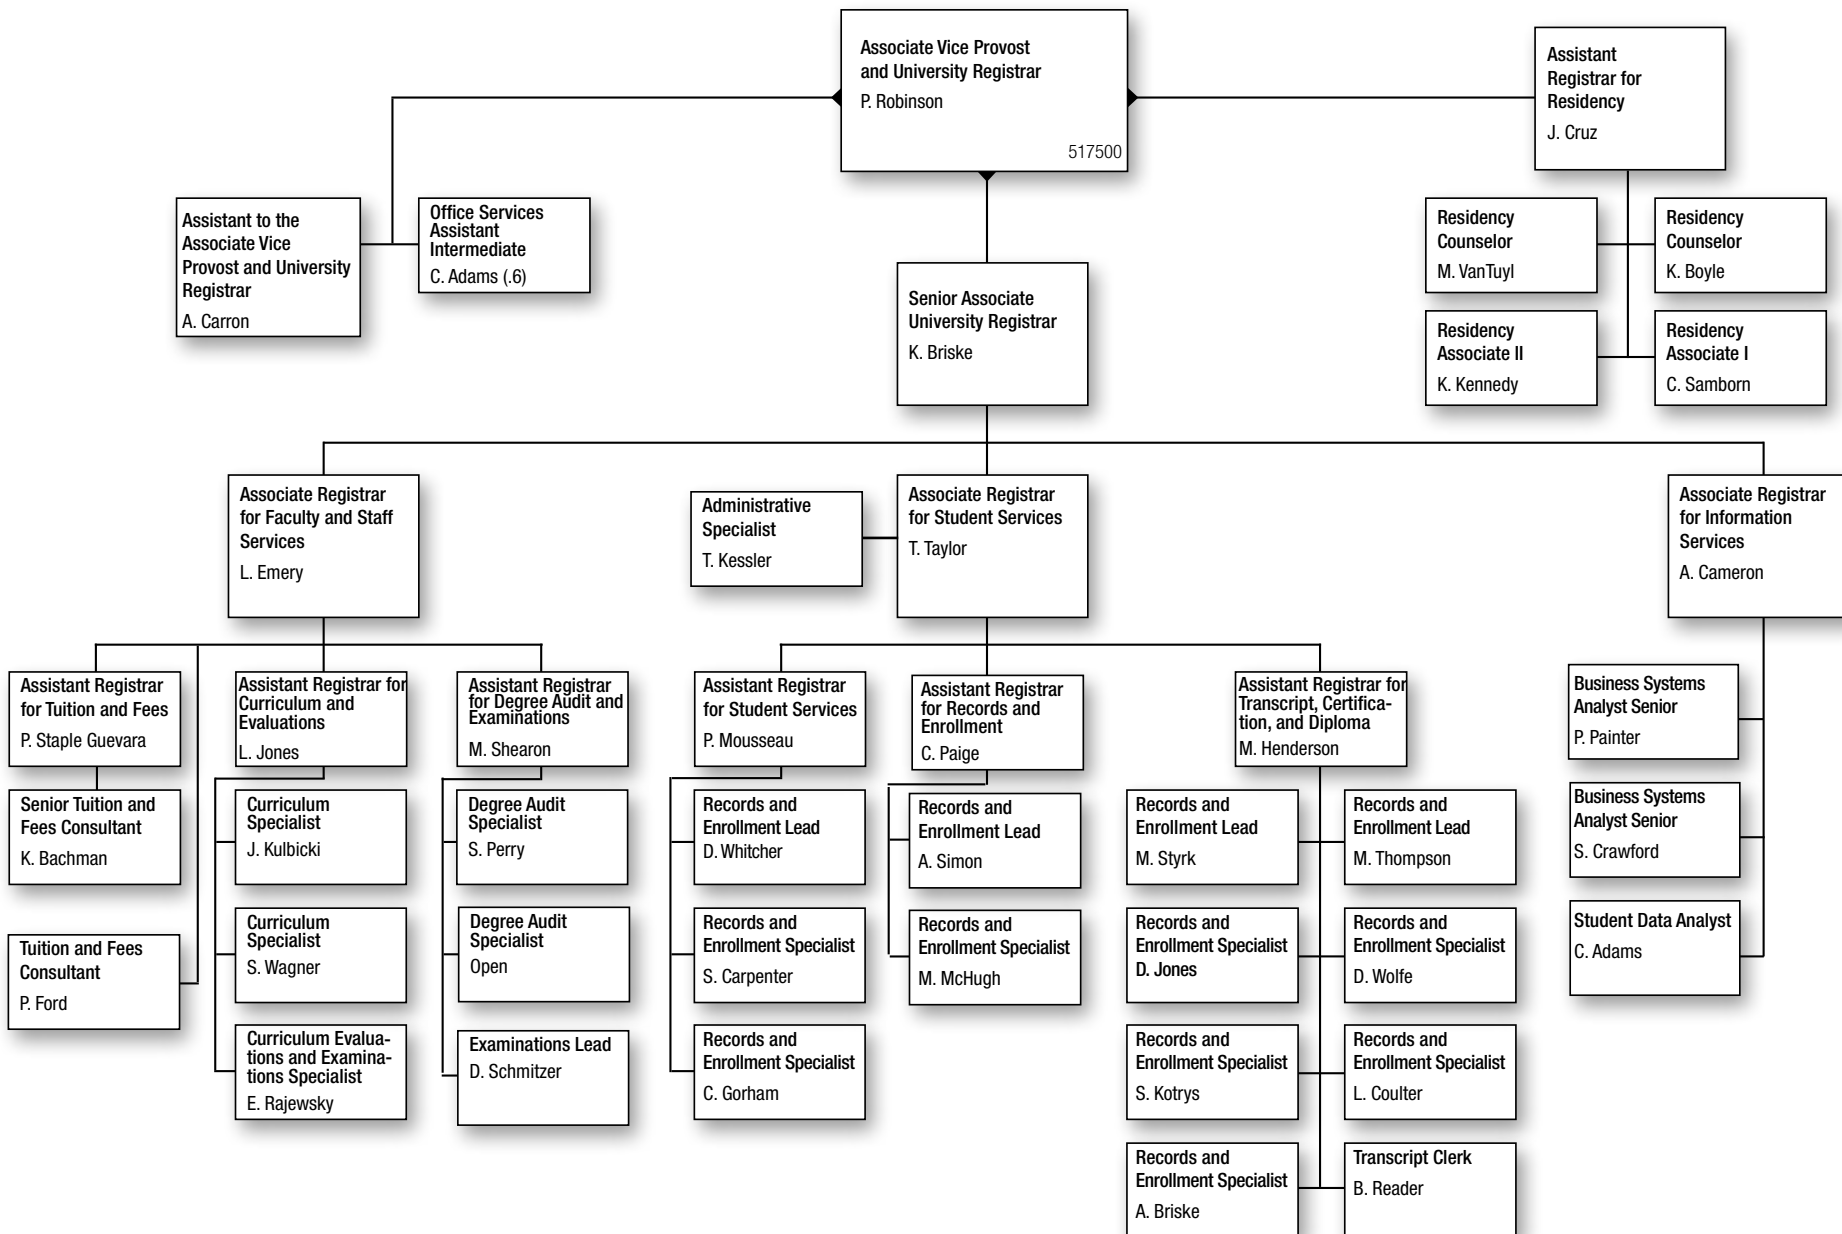 Associate Vice Provost
and University Registrar
P. Robinson
517500
Assistant
Registrar for
Residency
J. Cruz
Assistant to the
Associate Vice
Provost and University
Registrar
A. Carron
Office Services
Assistant
Intermediate
C. Adams (.6)
Senior Associate
University Registrar
K. Briske
Residency
Counselor
M. VanTuyl
Residency
Counselor
K. Boyle
Residency
Associate II
K. Kennedy
Residency
Associate I
C. Samborn
Associate Registrar
for Faculty and Staff
Services
L. Emery
Administrative
Specialist
T. Kessler
Associate Registrar
for Student Services
T. Taylor
Associate Registrar
for Information
Services
A. Cameron
Assistant Registrar
for Tuition and Fees
P. Staple Guevara
Senior Tuition and
Fees Consultant
K. Bachman
Tuition and Fees
Consultant
P. Ford
Assistant Registrar for
Curriculum and
Evaluations
L. Jones
Curriculum
Specialist
J. Kulbicki
Curriculum
Specialist
S. Wagner
Curriculum Evalua-
tions and Examina-
tions Specialist
E. Rajewsky
Assistant Registrar
for Degree Audit and
Examinations
M. Shearon
Degree Audit
Specialist
S. Perry
Degree Audit
Specialist
Open
Examinations Lead
D. Schmitzer
Assistant Registrar
for Student Services
P. Mousseau
Records and
Enrollment Lead
D. Whitcher
Records and
Enrollment Specialist
S. Carpenter
Records and
Enrollment Specialist
C. Gorham
Assistant Registrar
for Records and
Enrollment
C. Paige
Records and
Enrollment Lead
A. Simon
Records and
Enrollment Specialist
M. McHugh
Assistant Registrar for
Transcript, Certifica-
tion, and Diploma
M. Henderson
Records and
Enrollment Lead
M. Styrk
Records and
Enrollment Lead
M. Thompson
Records and
Enrollment Specialist
D. Jones
Records and
Enrollment Specialist
D. Wolfe
Records and
Enrollment Specialist
S. Kotrys
Records and
Enrollment Specialist
L. Coulter
Records and
Enrollment Specialist
A. Briske
Transcript Clerk
B. Reader
Business Systems
Analyst Senior
P. Painter
Business Systems
Analyst Senior
S. Crawford
Student Data Analyst
C. Adams